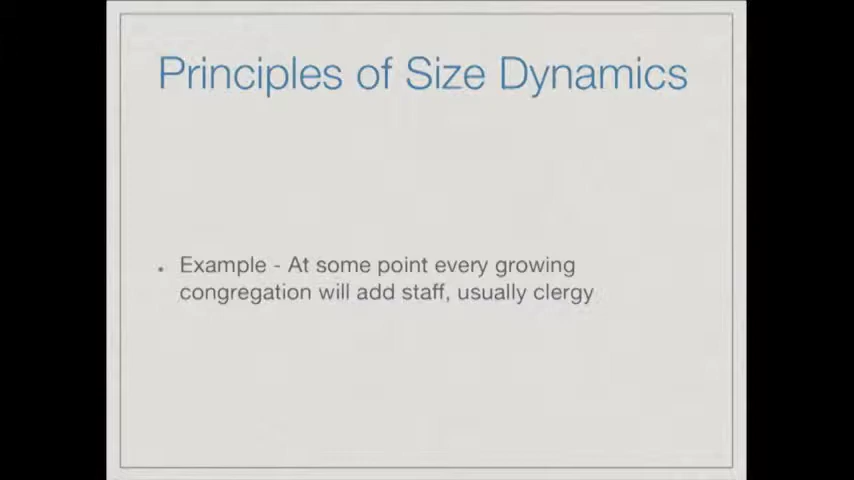 Principles of Size Dynamics
• Example - At some point every growing
congregation will add staff, usually clergy